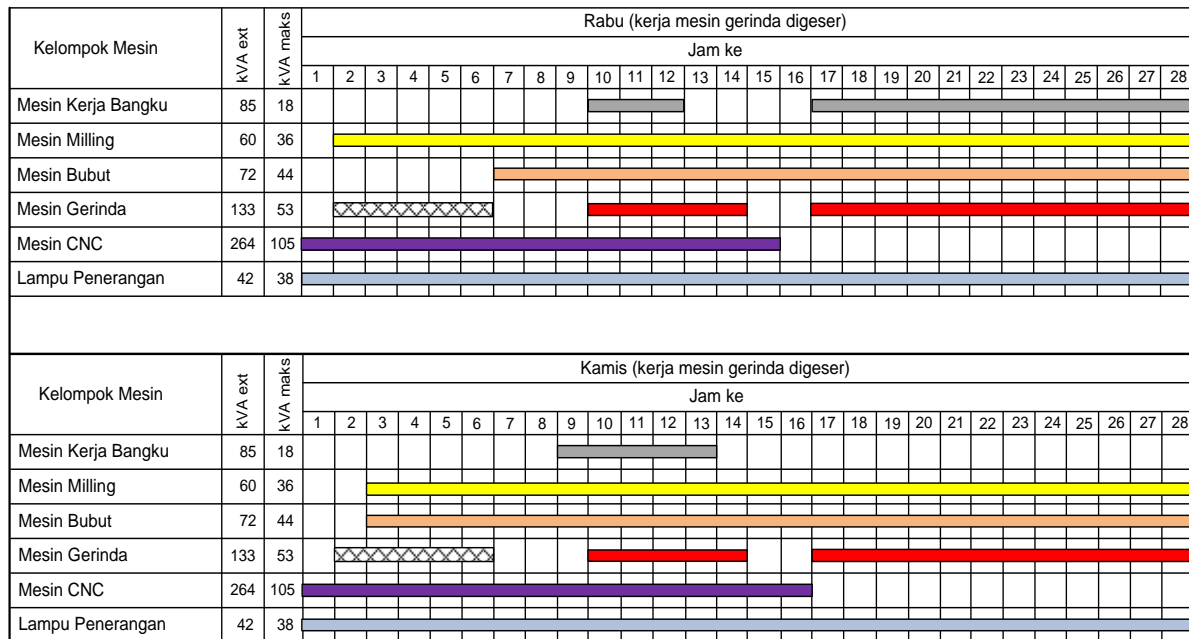 Kelompok Mesin kVA ext kVA maks Rabu (kerja mesin gerinda digeser)
Jam ke
1 2 3 4 5 6 7 8 9 10 11 12 13 14 15 16 17 18 19 20 21 22 23 24 25 26 27 28
Mesin Kerja Bangku 85 18
Mesin Milling 60 36
Mesin Bubut 72 44
Mesin Gerinda 133 53
Mesin CNC 264 105
Lampu Penerangan 42 38
Kelompok Mesin kVA ext kVA maks Kamis (kerja mesin gerinda digeser)
Jam ke
1 2 3 4 5 6 7 8 9 10 11 12 13 14 15 16 17 18 19 20 21 22 23 24 25 26 27 28
Mesin Kerja Bangku 85 18
Mesin Milling 60 36
Mesin Bubut 72 44
Mesin Gerinda 133 53
Mesin CNC 264 105
Lampu Penerangan 42 38